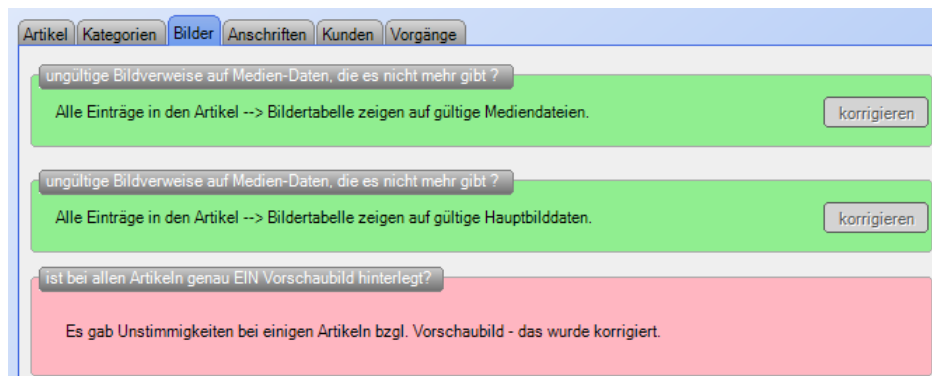 Artikel Kategorien Bilder Anschriften Kunden Vorgänge
ungültige Bildverweise auf Medien-Daten, die es nicht mehr gibt ?
Alle Einträge in den Artikel --> Bildertabelle zeigen auf gültige Mediendateien. korrigieren
ungültige Bildverweise auf Medien-Daten, die es nicht mehr gibt ?
Alle Einträge in den Artikel --> Bildertabelle zeigen auf gültige Hauptbilddaten. korrigieren
ist bei allen Artikeln genau EIN Vorschaubild hinterlegt?
Es gab Unstimmigkeiten bei einigen Artikeln bzgl. Vorschaubild - das wurde korrigiert.